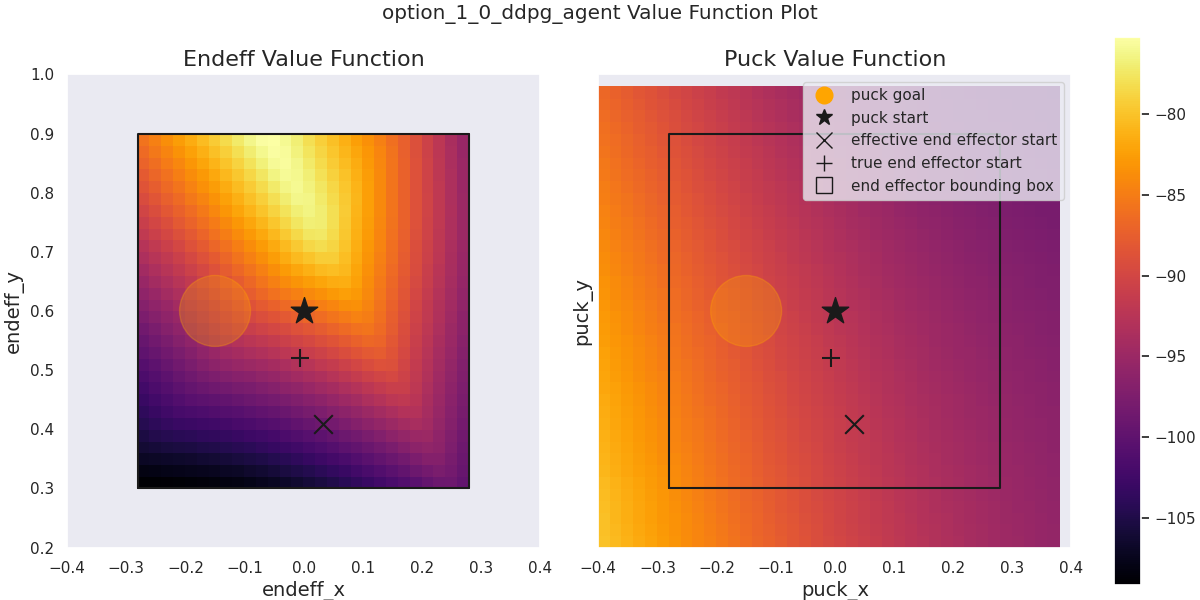 option_1_0_ddpg_agent Value Function Plot
Endeff Value Function
1.0
0.9
0.8
0.7
0.6
0.5
0.4
0.3
0.2
endeff_y
−0.4 −0.3 −0.2 −0.1 0.0 0.1 0.2 0.3 0.4
endeff_x
Puck Value Function
puck goal
puck start
effective end effector start
true end effector start
end effector bounding box
puck_y
−0.4 −0.3 −0.2 −0.1 0.0 0.1 0.2 0.3 0.4
puck_x
−80
−85
−90
−95
−100
−105